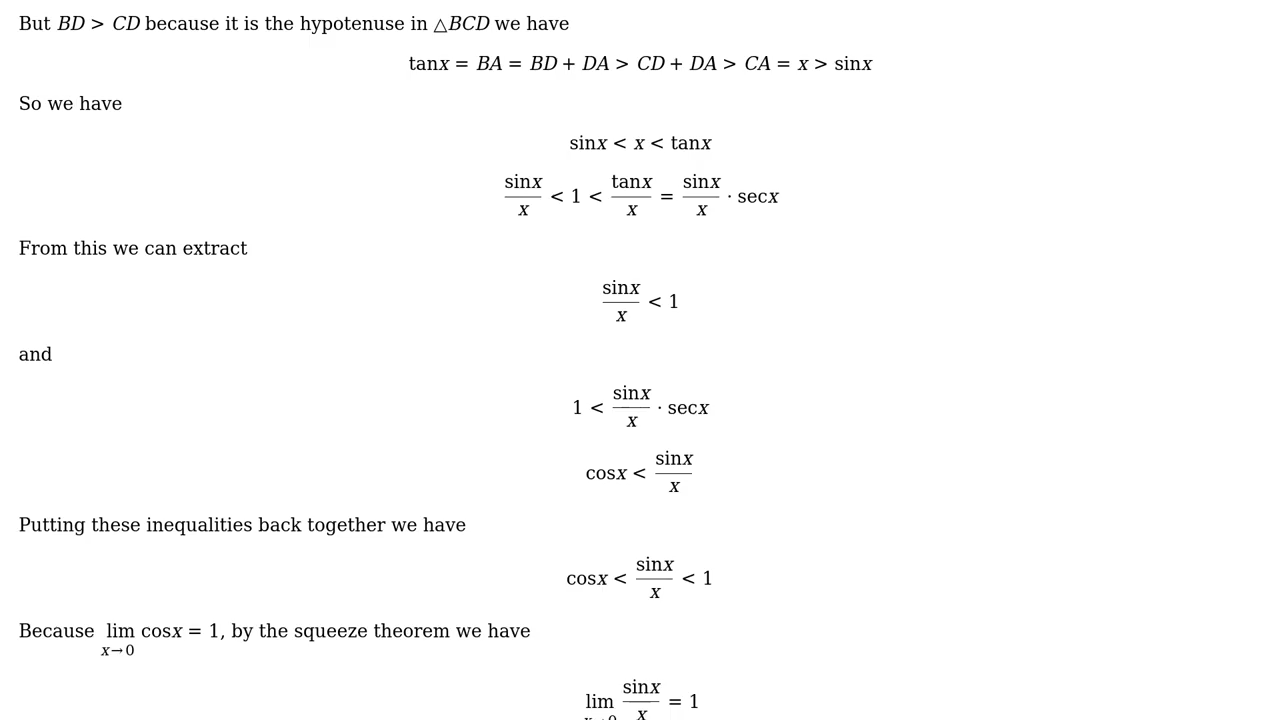 But BD > CD because it is the hypotenuse in △BCD we have
tanx = BA = BD + DA > CD + DA > CA = x > sinx
So we have
sinx < x < tanx
sinx/x < 1 < tanx/x = sinx/x · secx
From this we can extract
sinx/x < 1
and
1 < sinx/x · secx
cosx < sinx/x
Putting these inequalities back together we have
cosx < sinx/x < 1
Because lim x→0 cosx = 1, by the squeeze theorem we have
lim x→0 sinx/x = 1